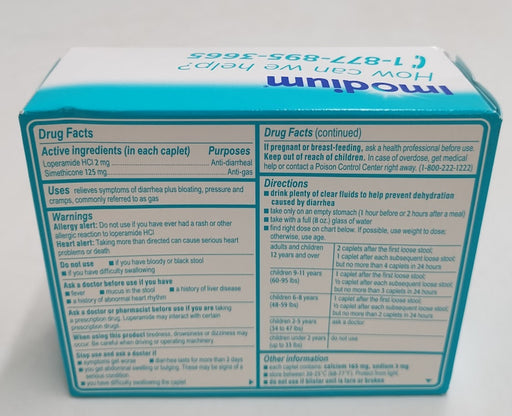 1-877-895-3665
How can we help?
Imodium
Drug Facts
Active ingredients (in each caplet) Purposes
Loperamide HCl 2 mg Anti-diarrheal
Simethicone 125 mg Anti-gas
Uses relieves symptoms of diarrhea plus bloating, pressure and
cramps, commonly referred to as gas
Warnings
Allergy alert: Do not use if you have ever had a rash or other
allergic reaction to loperamide HCl
Heart alert: Taking more than directed can cause serious heart
problems or death
Do not use ■ if you have bloody or black stool
■ if you have difficulty swallowing
Ask a doctor before use if you have
■ fever ■ mucus in the stool ■ a history of liver disease
■ a history of abnormal heart rhythm
Ask a doctor or pharmacist before use if you are taking
a prescription drug. Loperamide may interact with certain
prescription drugs.
When using this product tiredness, drowsiness or dizziness may
occur. Be careful when driving or operating machinery.
Stop use and ask a doctor if
■ symptoms get worse ■ diarrhea lasts for more than 2 days
■ you get abdominal swelling or bulging. These may be signs of a
serious condition.
■ you have difficulty swallowing the caplet
Drug Facts (continued)
If pregnant or breast-feeding, ask a health professional before use.
Keep out of reach of children. In case of overdose, get medical
help or contact a Poison Control Center right away. (1-800-222-1222)
Directions
■ drink plenty of clear fluids to help prevent dehydration
caused by diarrhea
■ take only on an empty stomach (1 hour before or 2 hours after a meal)
■ take with a full (8 oz.) glass of water
■ find right dose on chart below. If possible, use weight to dose;
otherwise, use age.
adults and children 2 caplets after the first loose stool;
12 years and over 1 caplet after each subsequent loose stool;
but no more than 4 caplets in 24 hours
children 9-11 years 1 caplet after the first loose stool;
(60-95 lbs) ½ caplet after each subsequent loose stool;
but no more than 3 caplets in 24 hours
children 6-8 years 1 caplet after the first loose stool;
(48-59 lbs) ½ caplet after each subsequent loose stool;
but no more than 2 caplets in 24 hours
children 2-5 years ask a doctor
(34 to 47 lbs)
children under 2 years do not use
(up to 33 lbs)
Other information
■ each caplet contains: calcium 165 mg, sodium 3 mg
■ store between 20-25°C (68-77°F). Protect from light.
■ do not use if blister unit is torn or broken